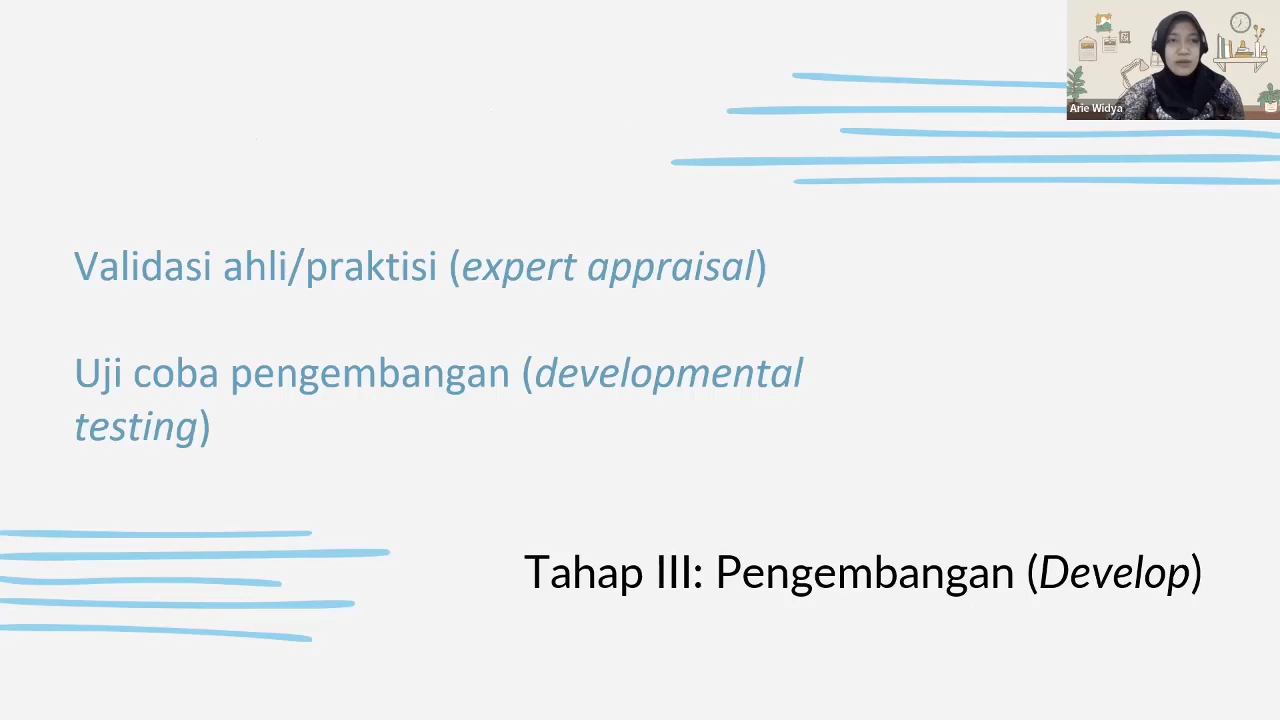 Arie Widya
Validasi ahli/praktisi (expert appraisal)
Uji coba pengembangan (developmental
testing)
Tahap III: Pengembangan (Develop)